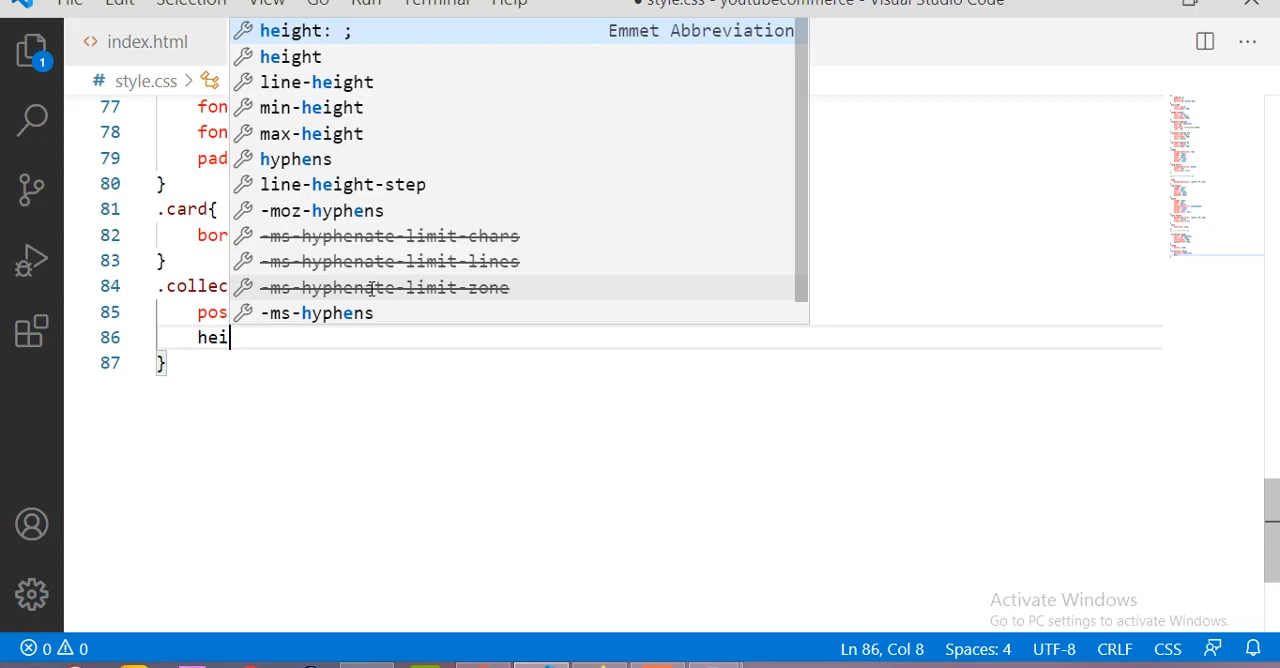 File Edit Selection View Go Run Terminal Help
● style.css - youtubecommerce - Visual Studio Code
1
<> index.html
# style.css >
height: ; Emmet Abbreviation
height
line-height
min-height
max-height
hyphens
line-height-step
-moz-hyphens
-ms-hyphenate-limit-chars
-ms-hyphenate-limit-lines
-ms-hyphenate-limit-zone
-ms-hyphens
77 fon
78 fon
79 pad
80 }
81 .card{
82 bor
83 }
84 .collec
85 pos
86 hei
87 }
Activate Windows
Go to PC settings to activate Windows.
0 0 Ln 86, Col 8 Spaces: 4 UTF-8 CRLF CSS